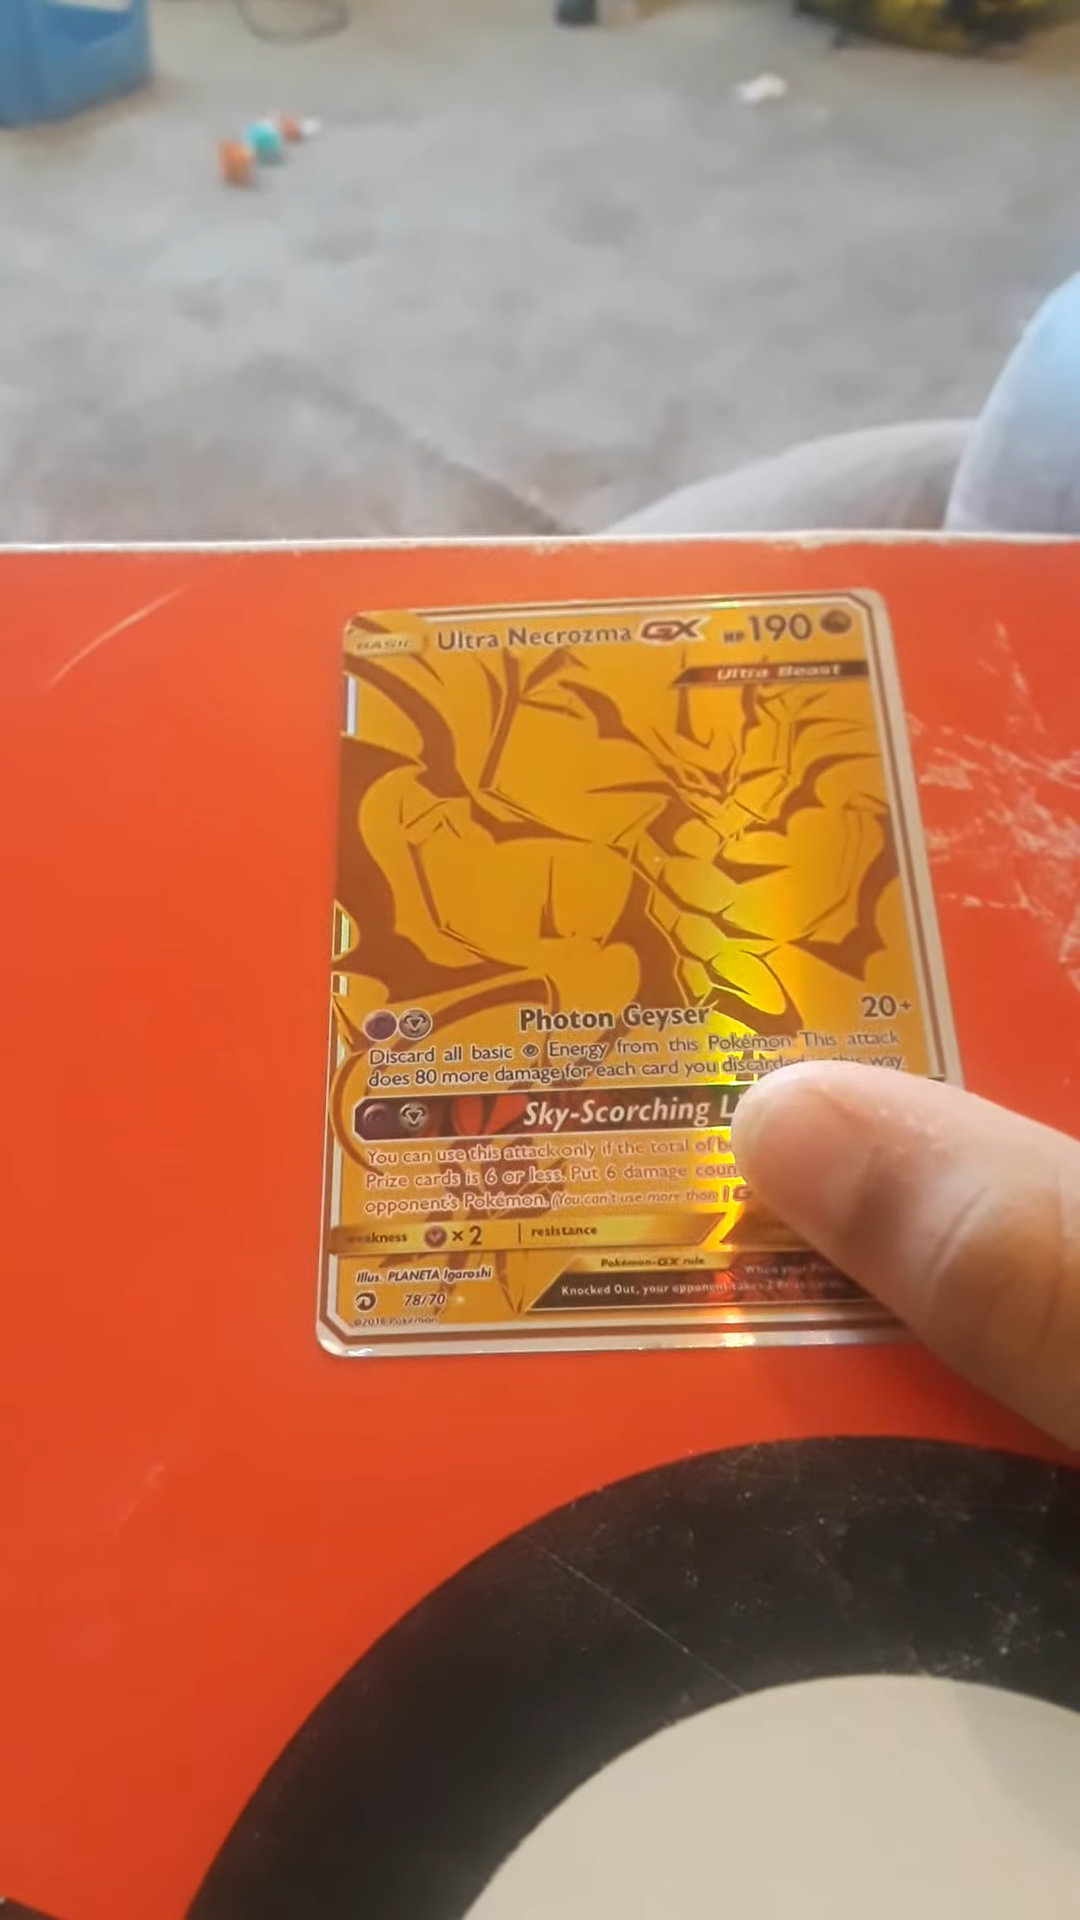 BASIC Ultra Necrozma GX HP 190
Ultra Beast
Photon Geyser 20+
Discard all basic Energy from this Pokémon. This attack
does 80 more damage for each card you discarded in this way.
Sky-Scorching
You can use this attack only if the total of
Prize cards is 6 or less. Put 6 damage
opponent's Pokémon. (You can't use more than 1
weakness ×2 resistance
Pokémon-GX rule When your
Knocked Out, your opponent takes 2 Prize cards
Illus. PLANETA Igarashi
78/70
©2018 Pokémon